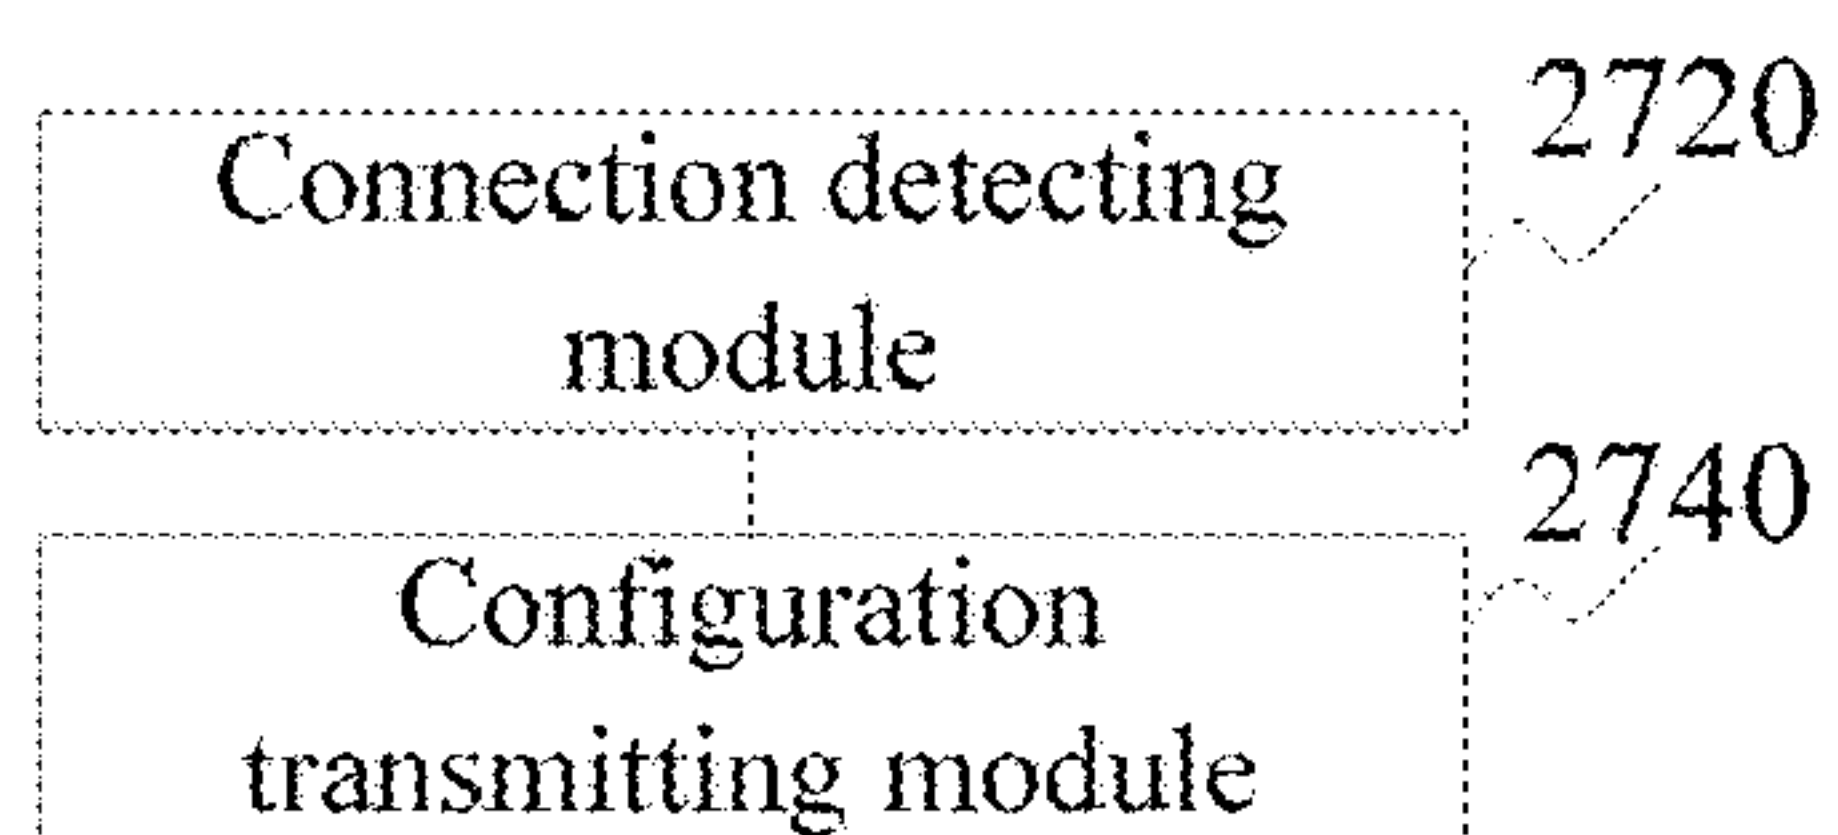 2720
Connection detecting
module
2740
Configuration
transmitting module